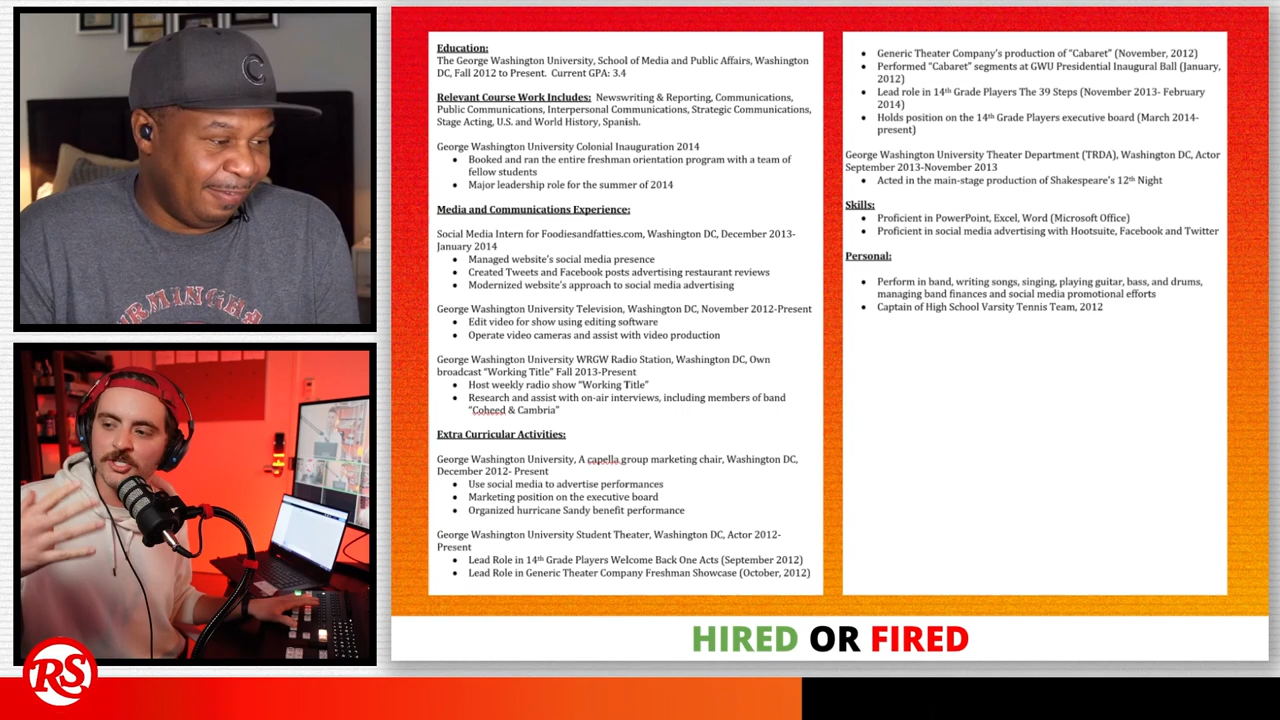 C
RMINGHA
Education:
The George Washington University, School of Media and Public Affairs, Washington
DC, Fall 2012 to Present. Current GPA: 3.4
Relevant Course Work Includes: Newswriting & Reporting, Communications,
Public Communications, Interpersonal Communications, Strategic Communications,
Stage Acting, U.S. and World History, Spanish.
George Washington University Colonial Inauguration 2014
• Booked and ran the entire freshman orientation program with a team of
fellow students
• Major leadership role for the summer of 2014
Media and Communications Experience:
Social Media Intern for Foodiesandfatties.com, Washington DC, December 2013-
January 2014
• Managed website's social media presence
• Created Tweets and Facebook posts advertising restaurant reviews
• Modernized website's approach to social media advertising
George Washington University Television, Washington DC, November 2012-Present
• Edit video for show using editing software
• Operate video cameras and assist with video production
George Washington University WRGW Radio Station, Washington DC, Own
broadcast "Working Title" Fall 2013-Present
• Host weekly radio show "Working Title"
• Research and assist with on-air interviews, including members of band
"Coheed & Cambria"
Extra Curricular Activities:
George Washington University, A capella group marketing chair, Washington DC,
December 2012- Present
• Use social media to advertise performances
• Marketing position on the executive board
• Organized hurricane Sandy benefit performance
George Washington University Student Theater, Washington DC, Actor 2012-
Present
• Lead Role in 14th Grade Players Welcome Back One Acts (September 2012)
• Lead Role in Generic Theater Company Freshman Showcase (October, 2012)
• Generic Theater Company's production of "Cabaret" (November, 2012)
• Performed "Cabaret" segments at GWU Presidential Inaugural Ball (January,
2012)
• Lead role in 14th Grade Players The 39 Steps (November 2013- February
2014)
• Holds position on the 14th Grade Players executive board (March 2014-
present)
George Washington University Theater Department (TRDA), Washington DC, Actor
September 2013-November 2013
• Acted in the main-stage production of Shakespeare's 12th Night
Skills:
• Proficient in PowerPoint, Excel, Word (Microsoft Office)
• Proficient in social media advertising with Hootsuite, Facebook and Twitter
Personal:
• Perform in band, writing songs, singing, playing guitar, bass, and drums,
managing band finances and social media promotional efforts
• Captain of High School Varsity Tennis Team, 2012
HIRED OR FIRED
RS